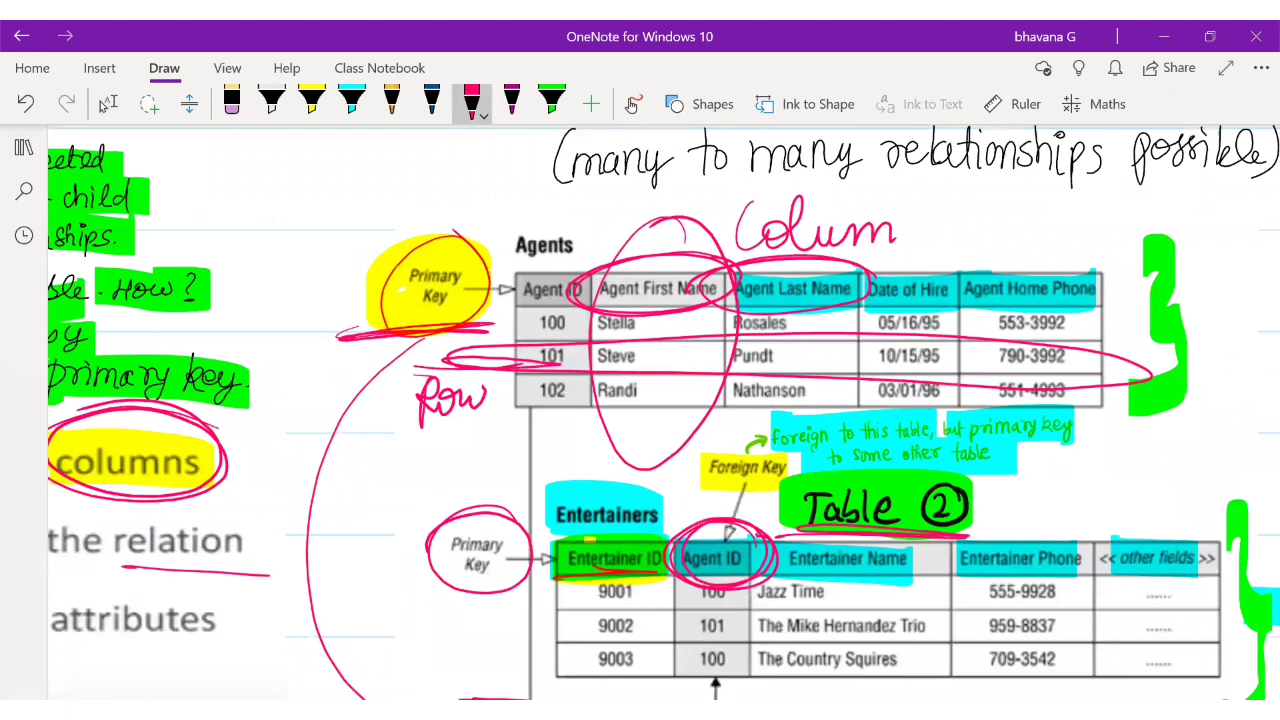 OneNote for Windows 10
bhavana G
Home Insert Draw View Help Class Notebook
Share
Shapes Ink to Shape Ink to Text Ruler Maths
(many to many relationships possible)
child
ships.
How ?
by
primary key.
columns
the relation
attributes
Column
Agents
Primary Key
Agent ID Agent First Name Agent Last Name Date of Hire Agent Home Phone
100 Stella Rosales 05/16/95 553-3992
101 Steve Pundt 10/15/95 790-3992
102 Randi Nathanson 03/01/96 551-4993
Row
foreign to this table, but primary key
to some other table
Foreign Key
Table 2
Entertainers
Primary Key
Entertainer ID Agent ID Entertainer Name Entertainer Phone << other fields >>
9001 100 Jazz Time 555-9928 ......
9002 101 The Mike Hernandez Trio 959-8837 ......
9003 100 The Country Squires 709-3542 ......